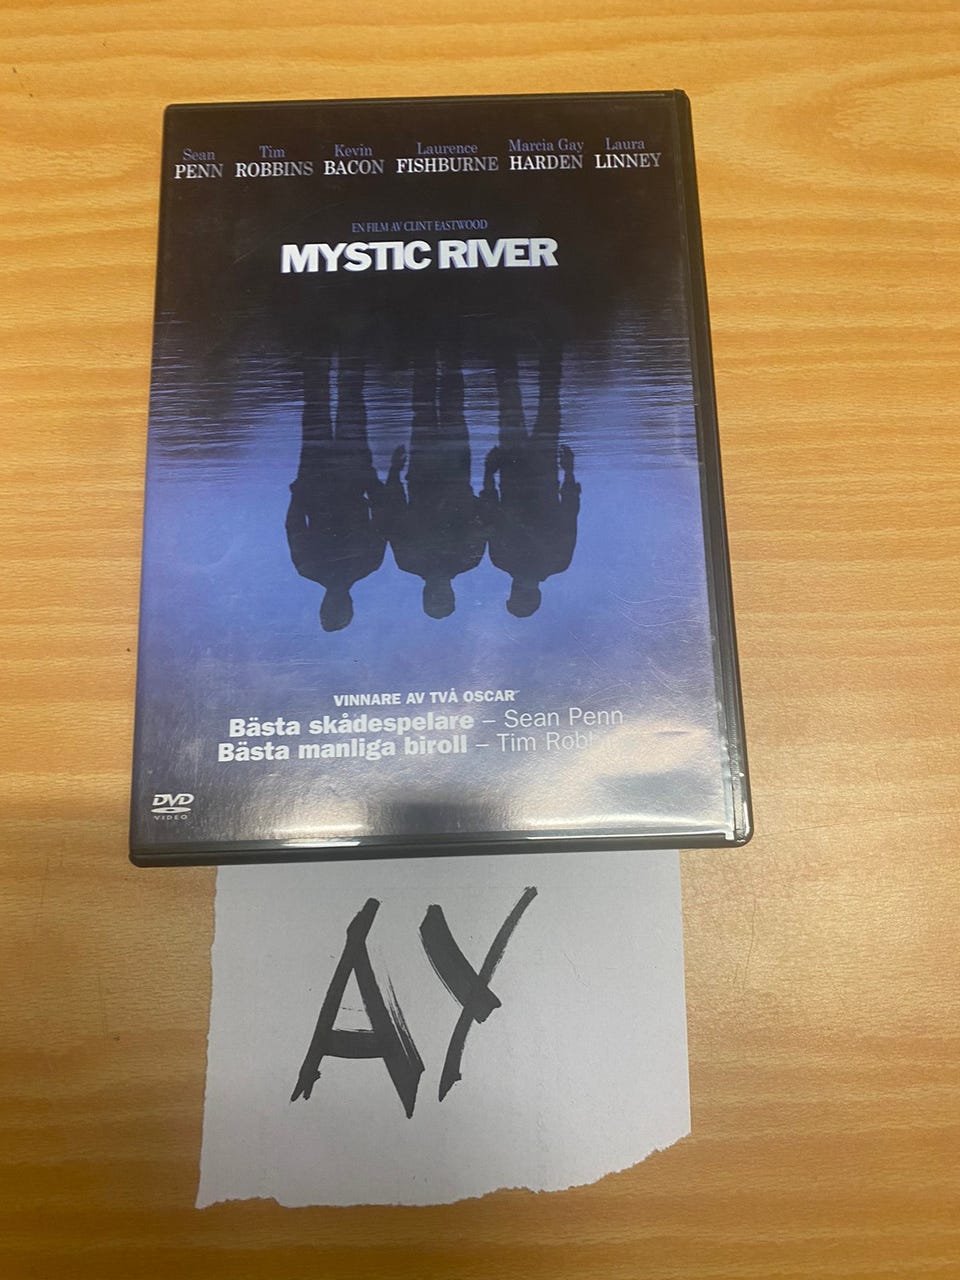 Sean PENN Tim ROBBINS Kevin BACON Laurence FISHBURNE Marcia Gay HARDEN Laura LINNEY
EN FILM AV CLINT EASTWOOD
MYSTIC RIVER
VINNARE AV TVÅ OSCAR
Bästa skådespelare – Sean Penn
Bästa manliga biroll – Tim
DVD
VIDEO
AY